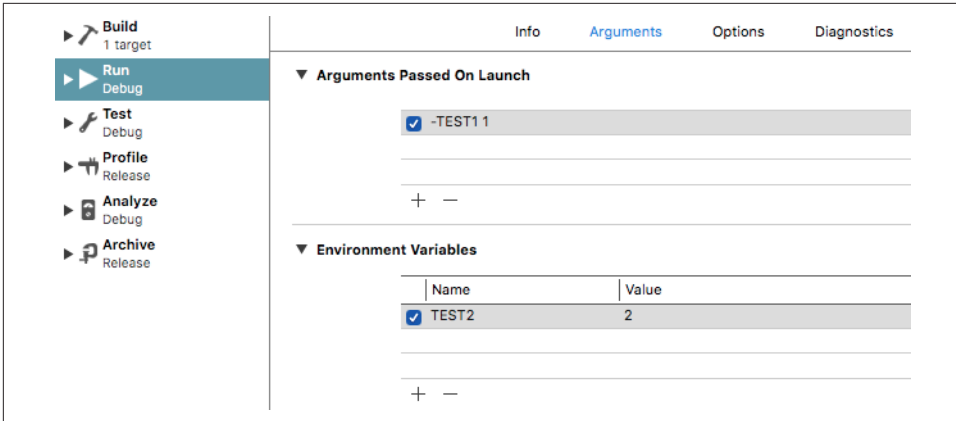 Build
1 target
Run
Debug
Test
Debug
Profile
Release
Analyze
Debug
Archive
Release
Info Arguments Options Diagnostics
Arguments Passed On Launch
-TEST1 1
Environment Variables
Name Value
TEST2 2